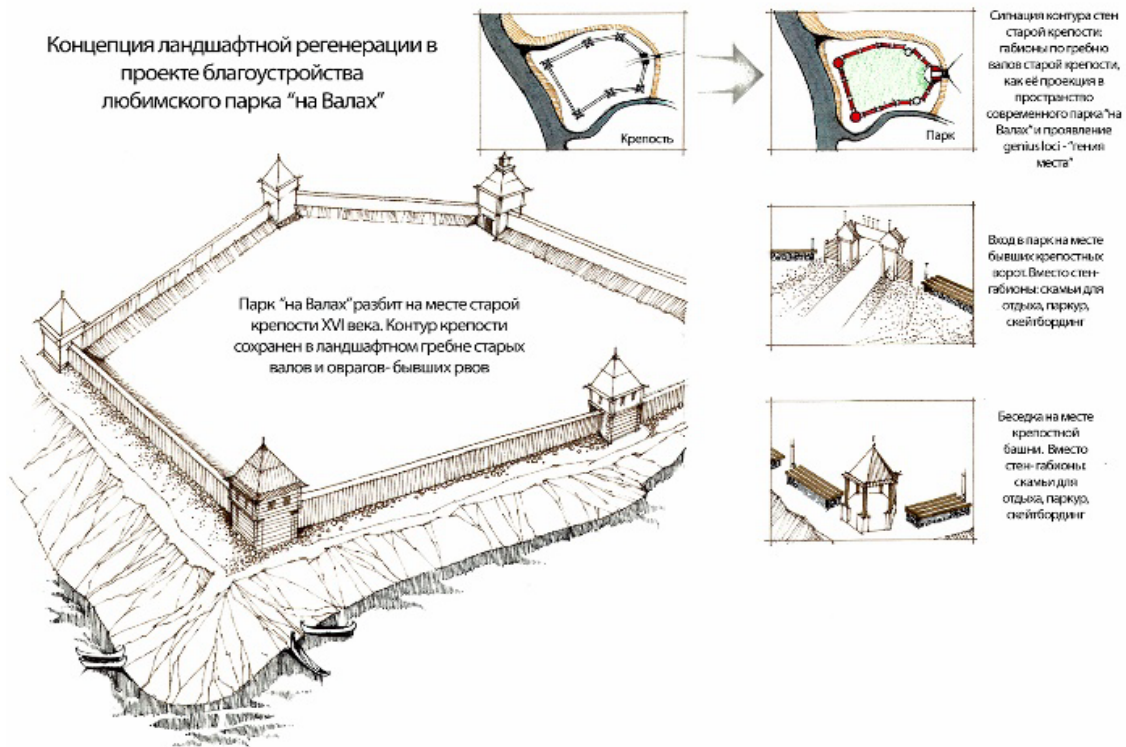 Концепция ландшафтной регенерации в
проекте благоустройства
любимского парка "на Валах"
Крепость
Парк
Сигнация контура стен
старой крепости:
габионы по гребню
валов старой крепости,
как её проекция в
пространство
современного парка "на
Валах" и проявление
genius loci - "гения
места"
Парк "на Валах" разбит на месте старой
крепости XVI века. Контур крепости
сохранен в ландшафтном гребне старых
валов и оврагов- бывших рвов
Вход в парк на месте
бывших крепостных
ворот. Вместо стен-
габионы: скамьи для
отдыха, паркур,
скейтбординг
Беседка на месте
крепостной
башни. Вместо
стен- габионы:
скамьи для
отдыха, паркур,
скейтбординг